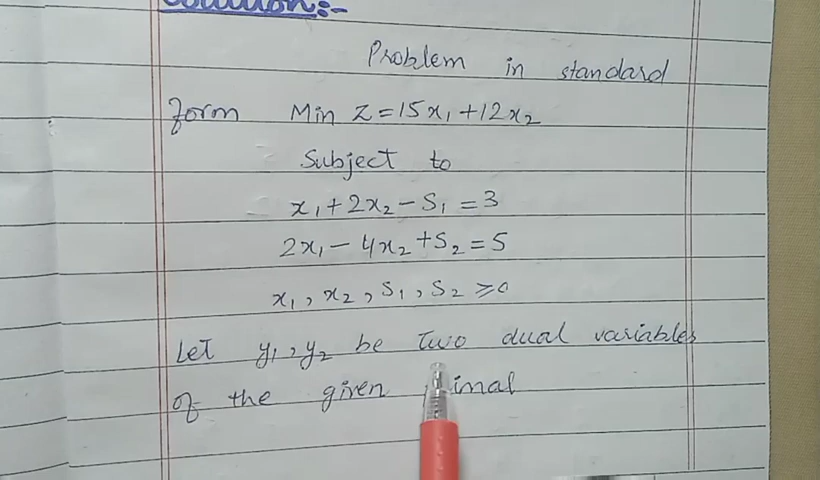 Solution:-
Problem in standard
form Min Z = 15x₁ + 12x₂
Subject to
x₁ + 2x₂ - S₁ = 3
2x₁ - 4x₂ + S₂ = 5
x₁, x₂, S₁, S₂ ≥ 0
Let y₁, y₂ be two dual variables
of the given